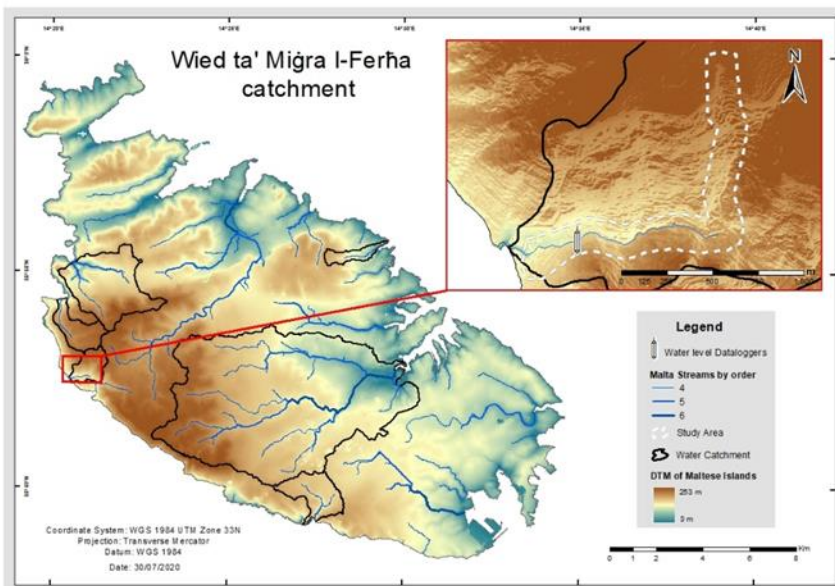 Wied ta' Miġra l-Ferħa
catchment
N
0 125 250 500
m
Legend
Water level Dataloggers
Malta Streams by order
4
5
6
Study Area
Water Catchment
DTM of Maltese Islands
253 m
Coordinate System: WGS 1984 UTM Zone 33N
Projection: Transverse Mercator
Datum: WGS 1984
Date: 30/07/2020
0 1 2 4 6 8
Km